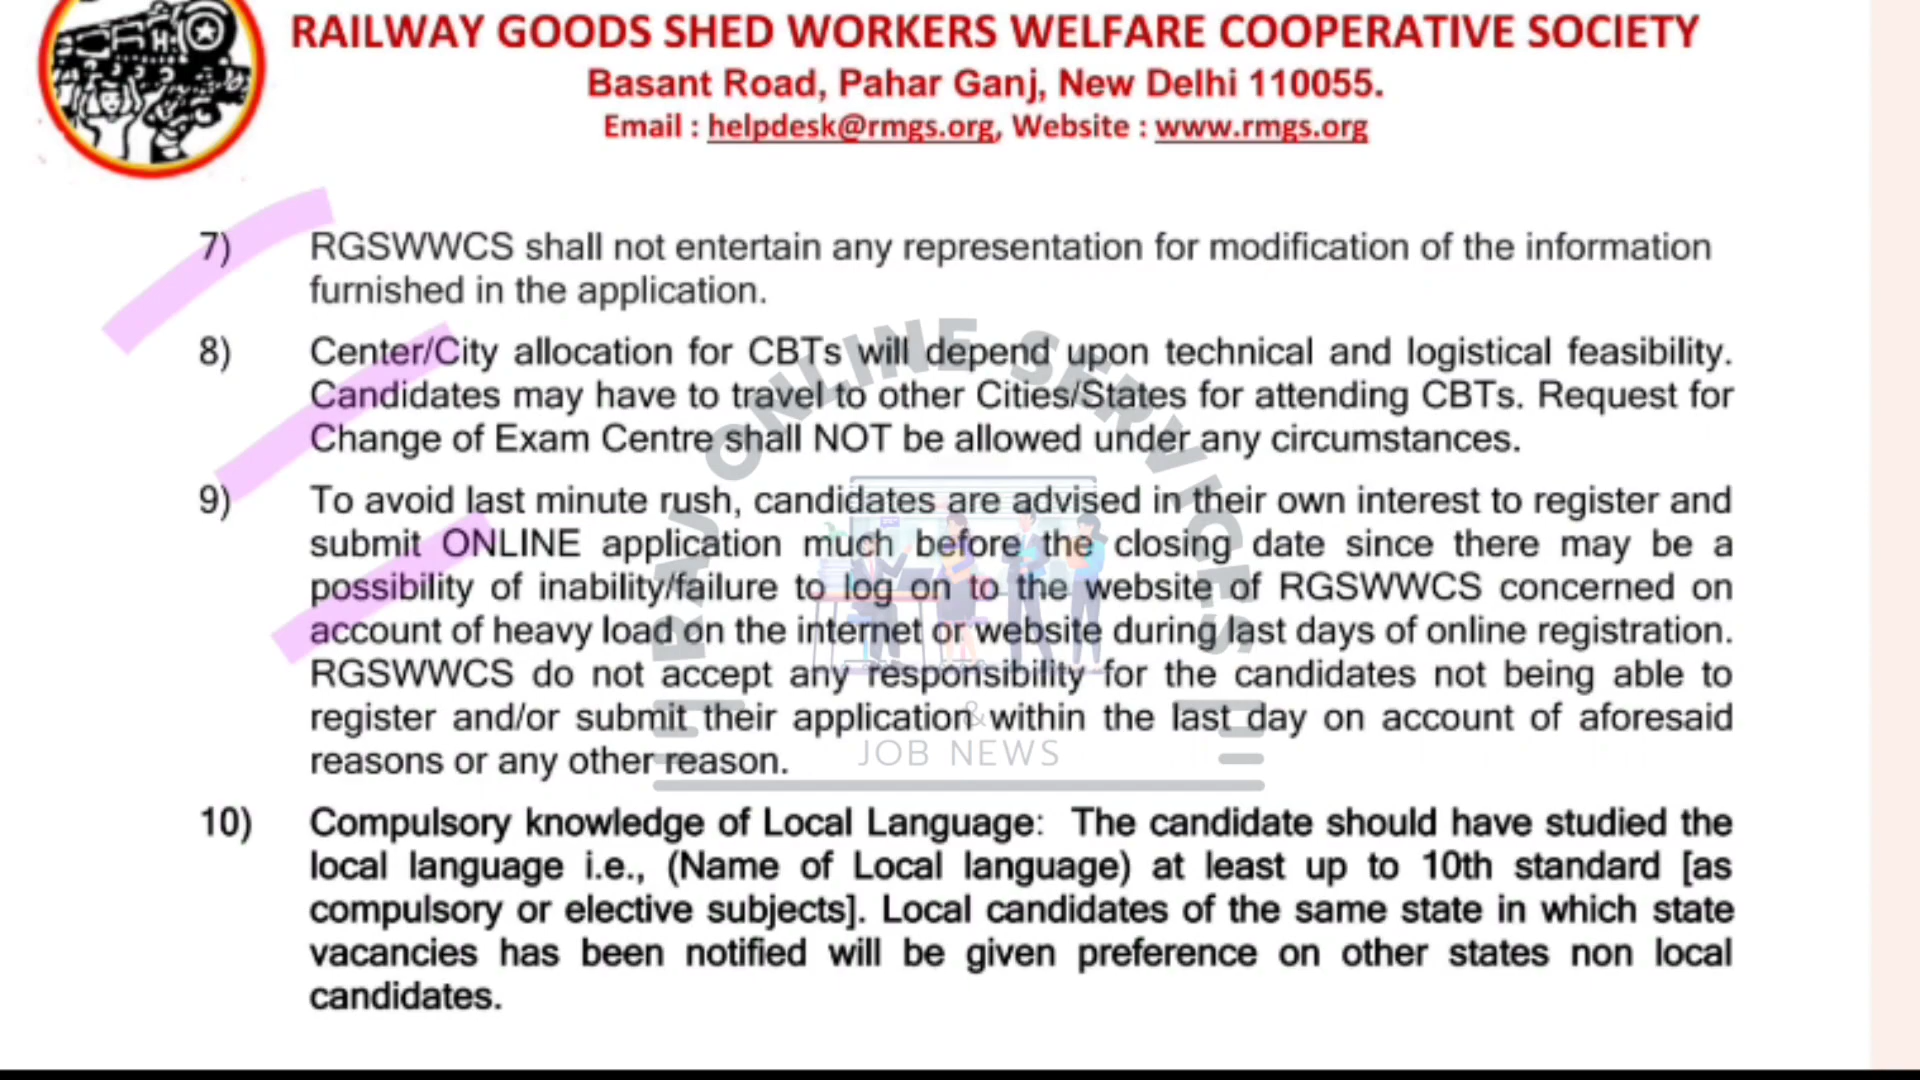 RAILWAY GOODS SHED WORKERS WELFARE COOPERATIVE SOCIETY
Basant Road, Pahar Ganj, New Delhi 110055.
Email : helpdesk@rmgs.org, Website : www.rmgs.org
7) RGSWWCS shall not entertain any representation for modification of the information
furnished in the application.
8) Center/City allocation for CBTs will depend upon technical and logistical feasibility.
Candidates may have to travel to other Cities/States for attending CBTs. Request for
Change of Exam Centre shall NOT be allowed under any circumstances.
9) To avoid last minute rush, candidates are advised in their own interest to register and
submit ONLINE application much before the closing date since there may be a
possibility of inability/failure to log on to the website of RGSWWCS concerned on
account of heavy load on the internet or website during last days of online registration.
RGSWWCS do not accept any responsibility for the candidates not being able to
register and/or submit their application within the last day on account of aforesaid
reasons or any other reason.
10) Compulsory knowledge of Local Language: The candidate should have studied the
local language i.e., (Name of Local language) at least up to 10th standard [as
compulsory or elective subjects]. Local candidates of the same state in which state
vacancies has been notified will be given preference on other states non local
candidates.
RAJ ONLINE SERVICES
&
JOB NEWS